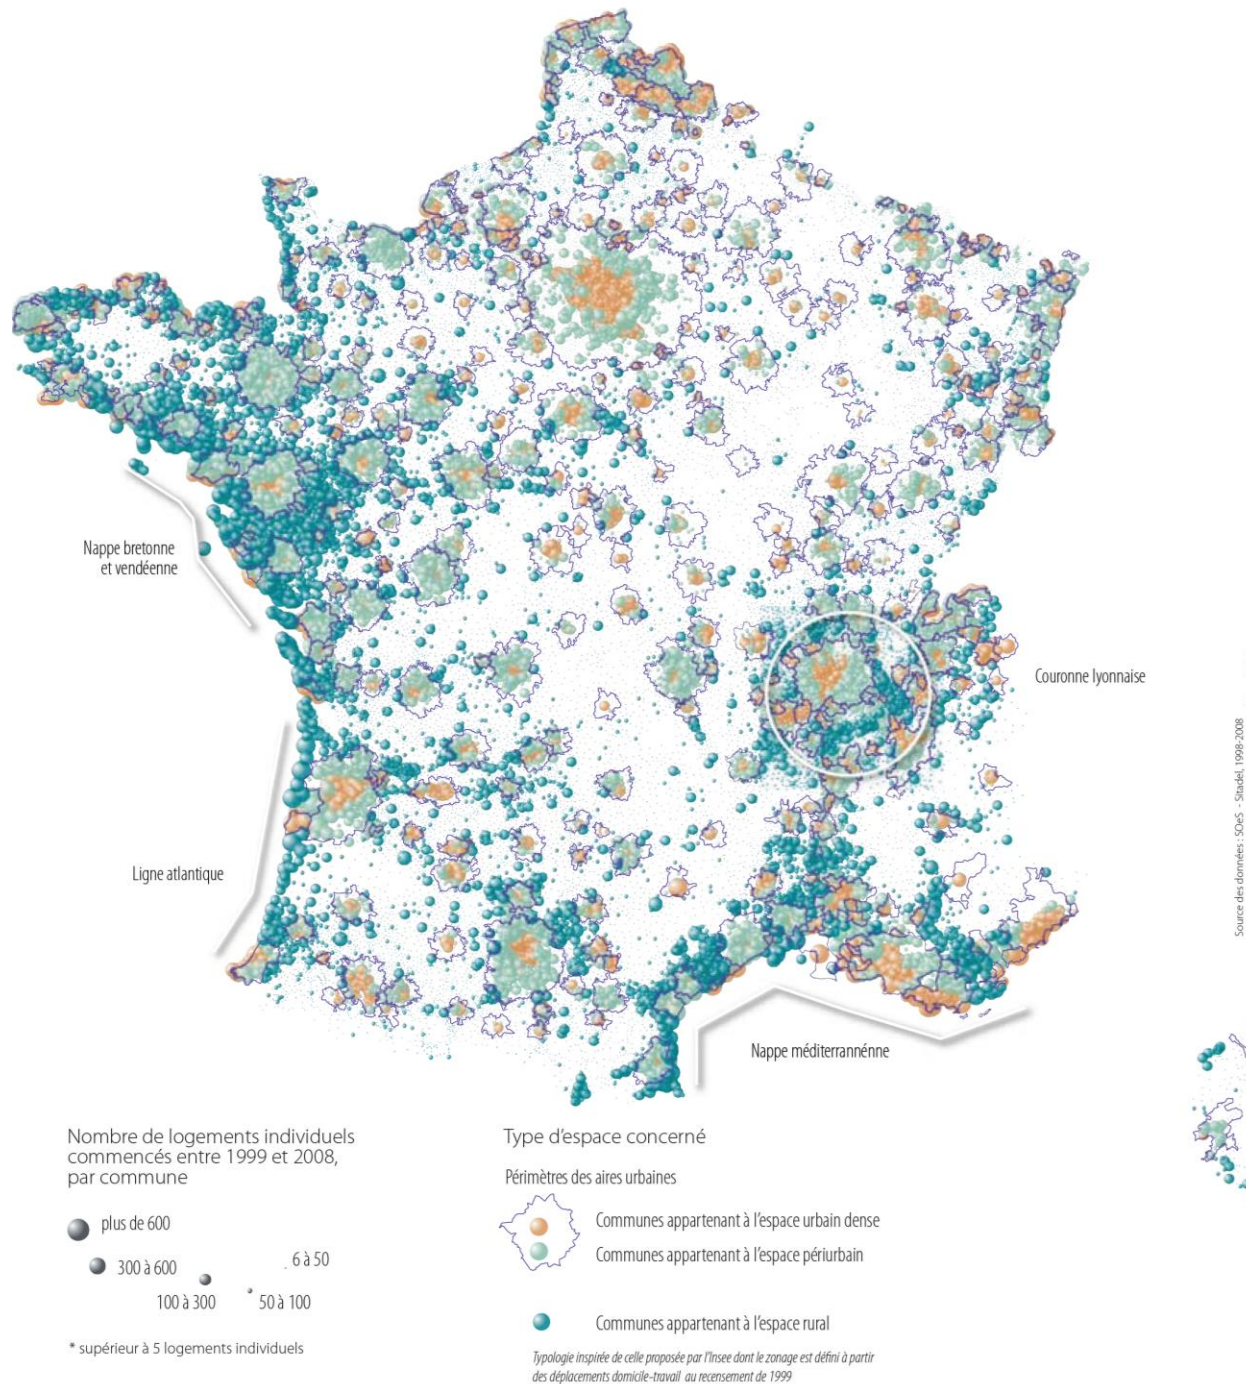 Nappe bretonne
et vendéenne
Couronne lyonnaise
Ligne atlantique
Nappe méditerrannénne
Source des données : SOeS - Sitadel, 1998-2008
Nombre de logements individuels
commencés entre 1999 et 2008,
par commune
plus de 600
300 à 600
6 à 50
100 à 300
50 à 100
* supérieur à 5 logements individuels
Type d'espace concerné
Périmètres des aires urbaines
Communes appartenant à l'espace urbain dense
Communes appartenant à l'espace périurbain
Communes appartenant à l'espace rural
Typologie inspirée de celle proposée par l'Insee dont le zonage est défini à partir
des déplacements domicile-travail au recensement de 1999